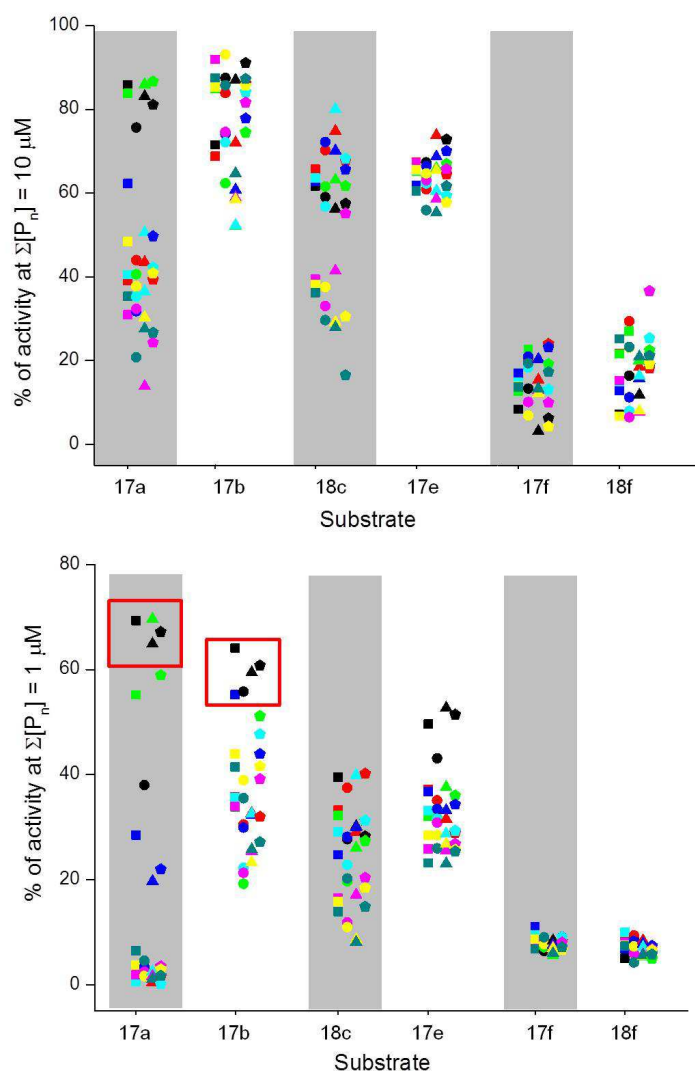 % of activity at Σ[Pₙ] = 10 μM
100
80
60
40
20
0
17a 17b 18c 17e 17f 18f
Substrate
% of activity at Σ[Pₙ] = 1 μM
80
60
40
20
0
17a 17b 18c 17e 17f 18f
Substrate